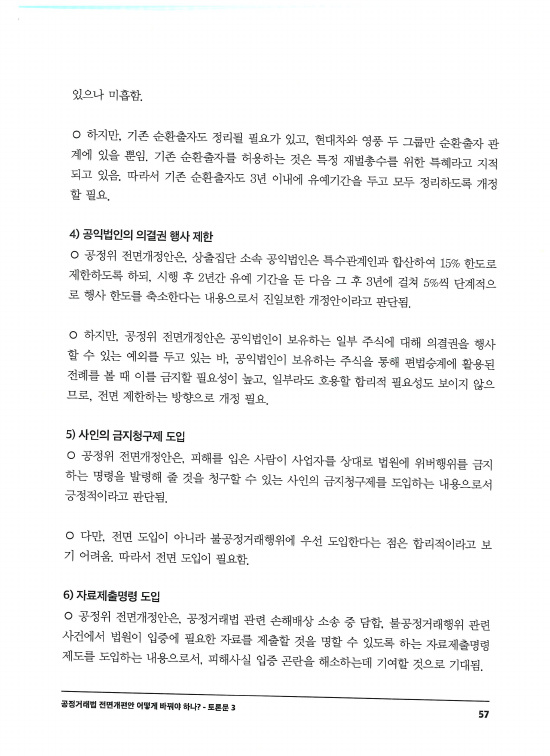 있으나 미흡함.
○ 하지만, 기존 순환출자도 정리될 필요가 있고, 현대차와 영풍 두 그룹만 순환출자 관
계에 있을 뿐임. 기존 순환출자를 허용하는 것은 특정 재벌총수를 위한 특혜라고 지적
되고 있음. 따라서 기존 순환출자도 3년 이내에 유예기간을 두고 모두 정리하도록 개정
할 필요.
4) 공익법인의 의결권 행사 제한
○ 공정위 전면개정안은, 상출집단 소속 공익법인은 특수관계인과 합산하여 15% 한도로
제한하도록 하되, 시행 후 2년간 유예 기간을 둔 다음 그 후 3년에 걸쳐 5%씩 단계적으
로 행사 한도를 축소한다는 내용으로서 진일보한 개정안이라고 판단됨.
○ 하지만, 공정위 전면개정안은 공익법인이 보유하는 일부 주식에 대해 의결권을 행사
할 수 있는 예외를 두고 있는 바, 공익법인이 보유하는 주식을 통해 편법승계에 활용된
전례를 볼 때 이를 금지할 필요성이 높고, 일부라도 호용할 합리적 필요성도 보이지 않으
므로, 전면 제한하는 방향으로 개정 필요.
5) 사인의 금지청구제 도입
○ 공정위 전면개정안은, 피해를 입은 사람이 사업자를 상대로 법원에 위버행위를 금지
하는 명령을 발령해 줄 것을 청구할 수 있는 사인의 금지청구제를 도입하는 내용으로서
긍정적이라고 판단됨.
○ 다만, 전면 도입이 아니라 불공정거래행위에 우선 도입한다는 점은 합리적이라고 보
기 어려움. 따라서 전면 도입이 필요함.
6) 자료제출명령 도입
○ 공정위 전면개정안은, 공정거래법 관련 손해배상 소송 중 담합, 불공정거래행위 관련
사건에서 법원이 입증에 필요한 자료를 제출할 것을 명할 수 있도록 하는 자료제출명령
제도를 도입하는 내용으로서, 피해사실 입증 곤란을 해소하는데 기여할 것으로 기대됨.
공정거래법 전면개편안 어떻게 바꿔야 하나? - 토론문 3
57